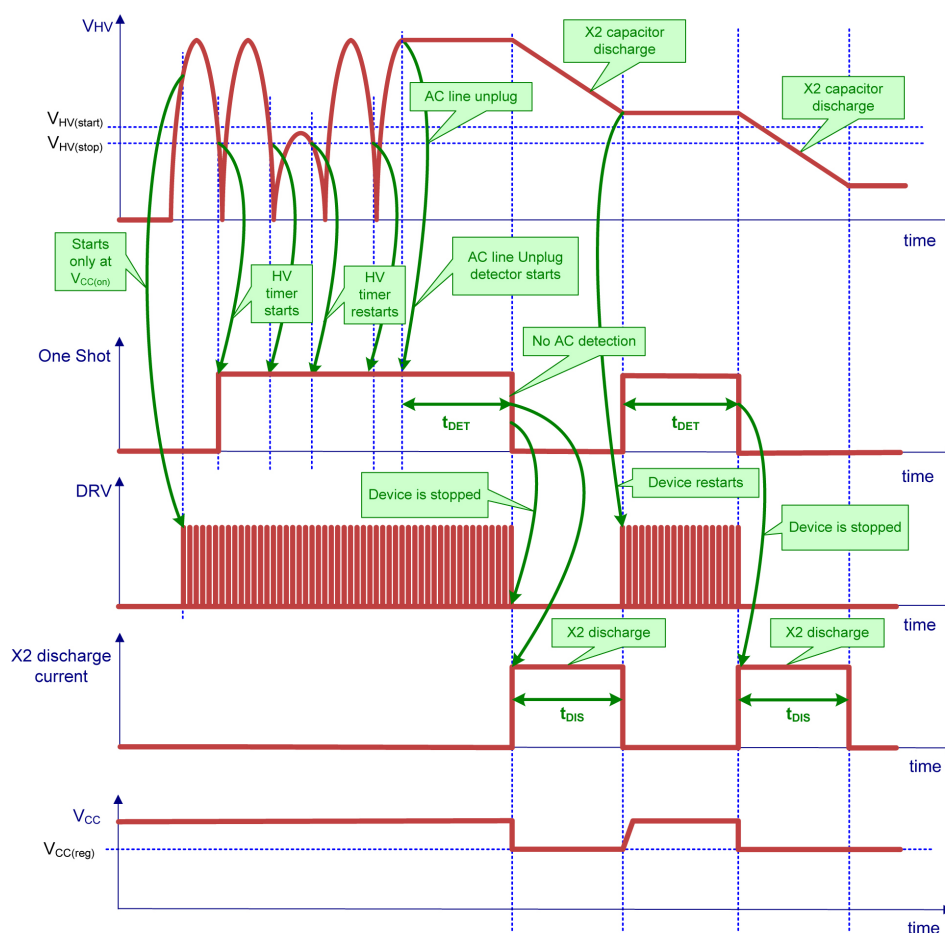 VHV
X2 capacitor
discharge
X2 capacitor
discharge
AC line unplug
VHV(start)
VHV(stop)
time
Starts
only at
VCC(on)
HV
timer
starts
HV
timer
restarts
AC line Unplug
detector starts
No AC detection
One Shot
tDET
tDET
time
DRV
Device is stopped
Device restarts
Device is stopped
time
X2 discharge
current
X2 discharge
X2 discharge
tDIS
tDIS
time
VCC
VCC(reg)
time